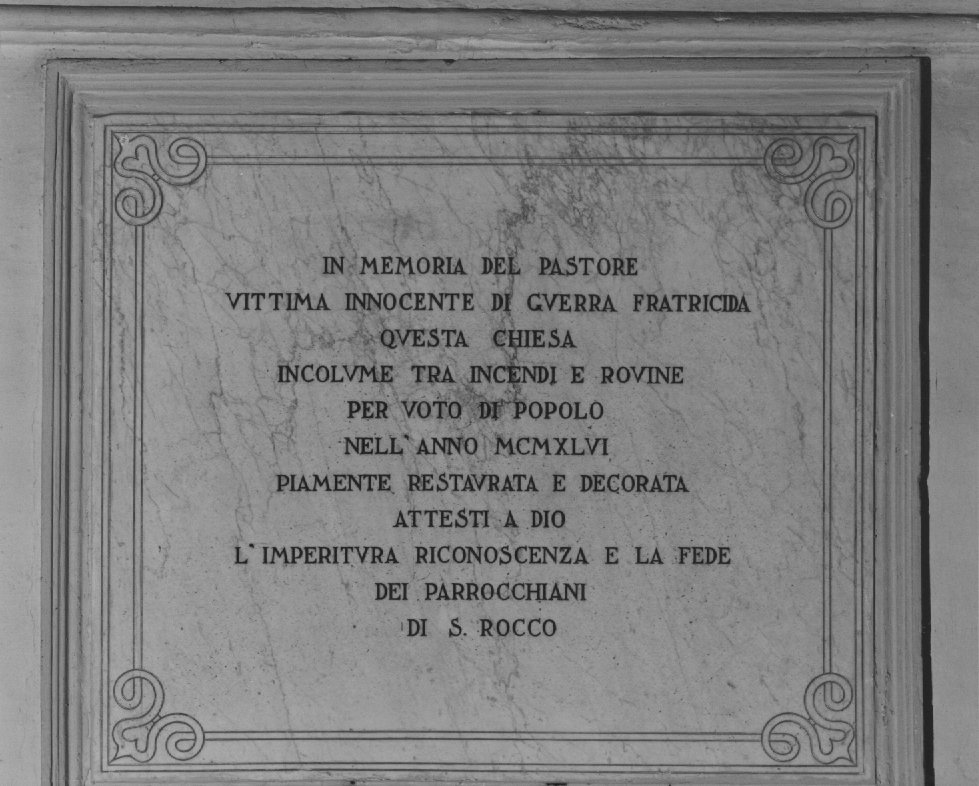 IN MEMORIA DEL PASTORE
VITTIMA INNOCENTE DI GVERRA FRATRICIDA
QVESTA CHIESA
INCOLVME TRA INCENDI E ROVINE
PER VOTO DI POPOLO
NELL'ANNO MCMXLVI
PIAMENTE RESTAVRATA E DECORATA
ATTESTI A DIO
L'IMPERITVRA RICONOSCENZA E LA FEDE
DEI PARROCCHIANI
DI S. ROCCO